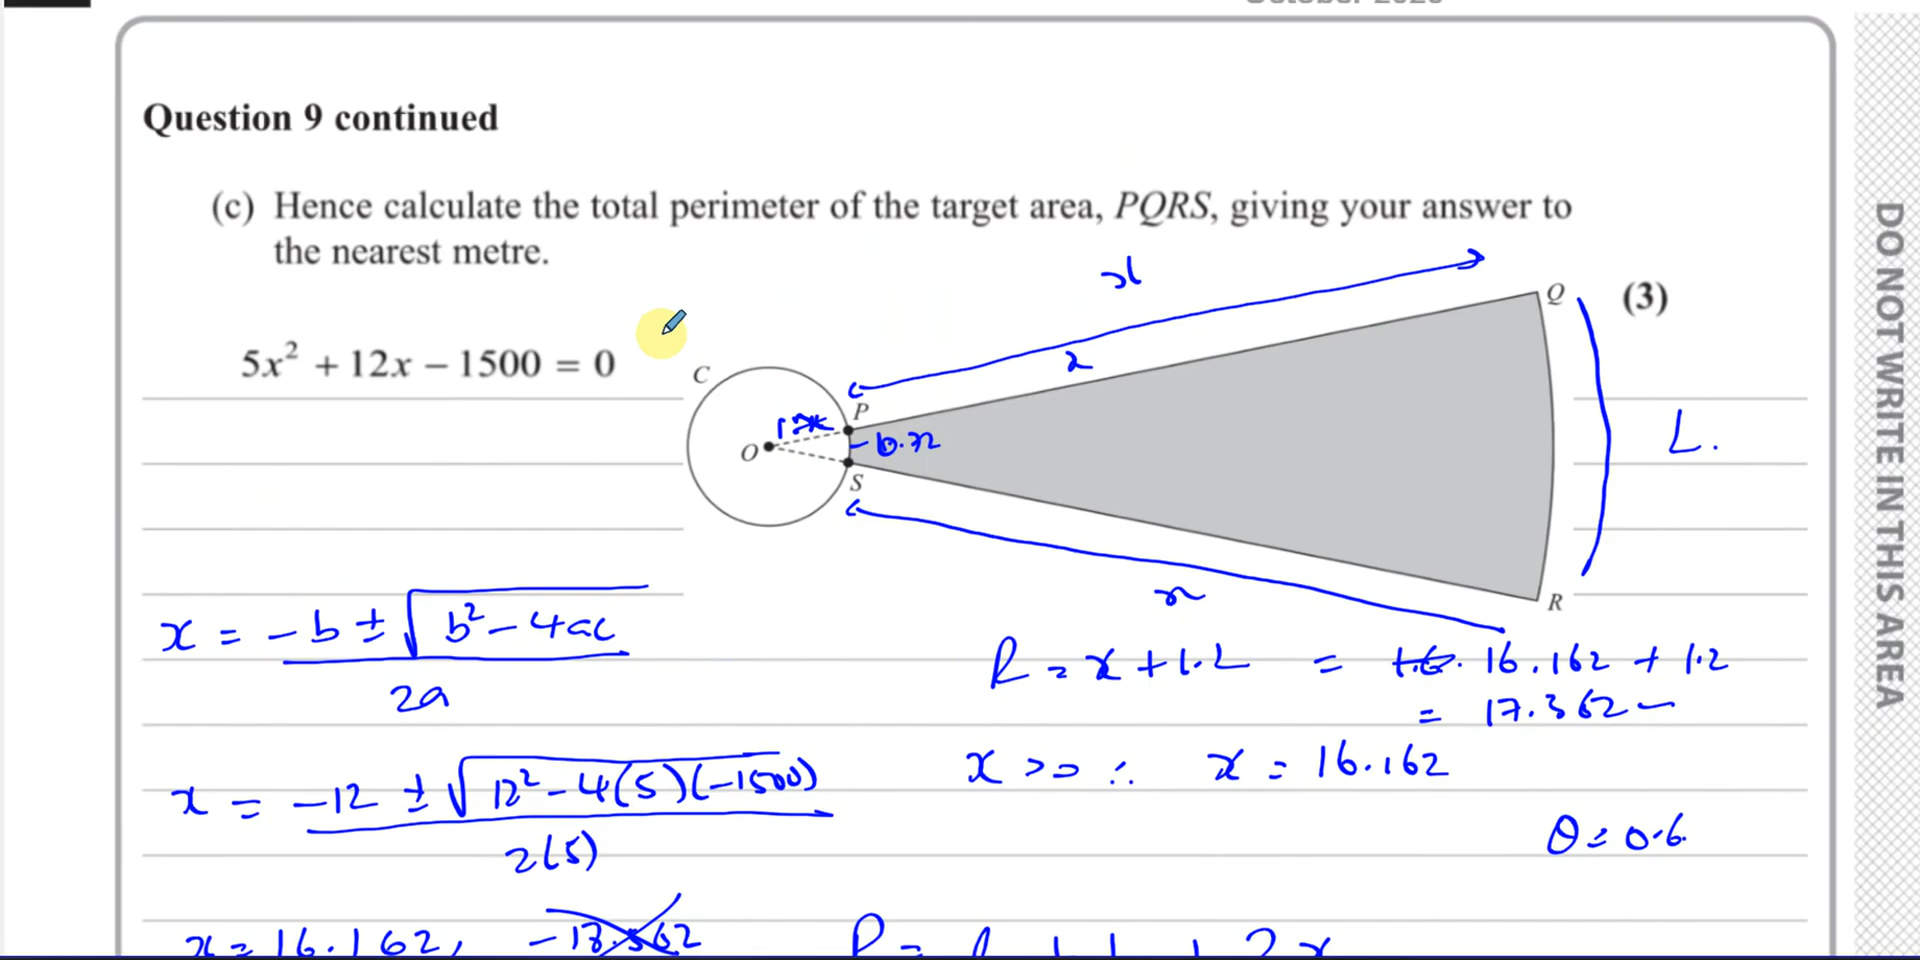 Question 9 continued
(c) Hence calculate the total perimeter of the target area, PQRS, giving your answer to
the nearest metre.
(3)
5x² + 12x − 1500 = 0
x
x
C
O
P
S
Q
R
0.72
L.
x
x = −b ± √b² − 4ac
2a
R = x + 1.2 = 16.162 + 1.2
= 17.362
x = −12 ± √12² − 4(5)(−1500)
2(5)
x > 0 ∴ x = 16.162
θ = 0.6
x = 16.162,
DO NOT WRITE IN THIS AREA